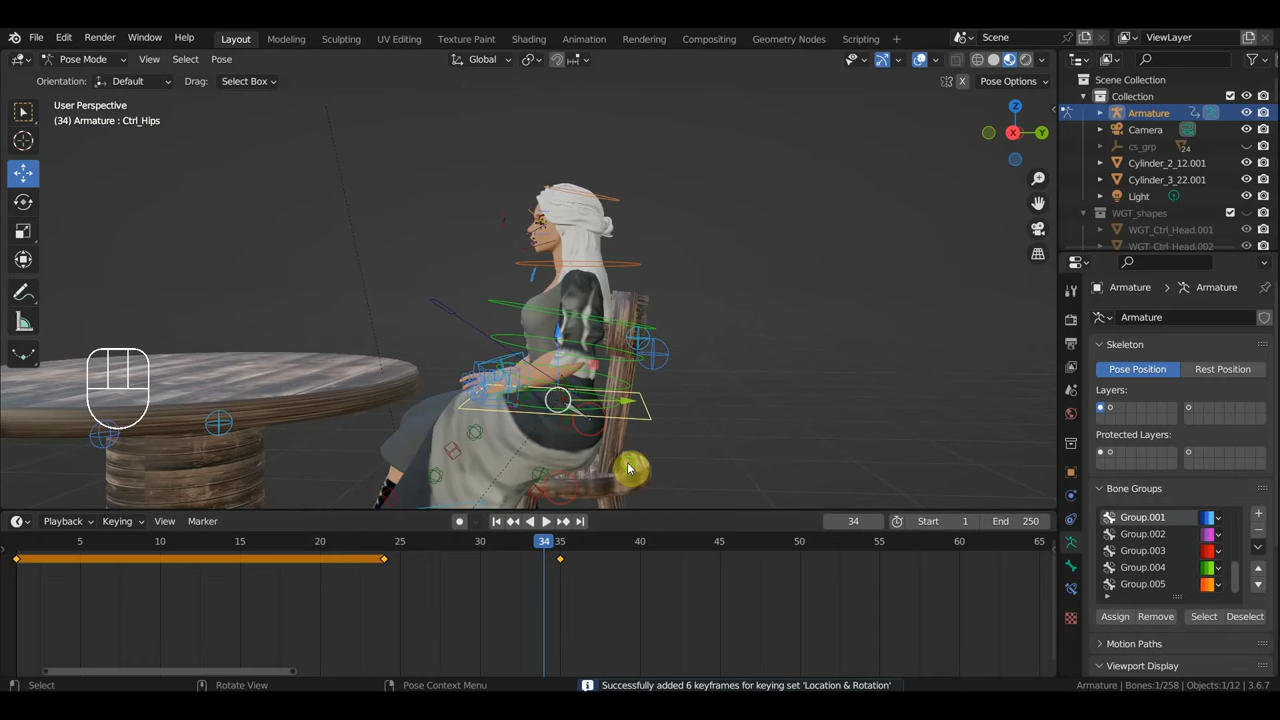 File Edit Render Window Help Layout Modeling Sculpting UV Editing Texture Paint Shading Animation Rendering Compositing Geometry Nodes Scripting + Scene ViewLayer
Pose Mode View Select Pose Global
Orientation: Default Drag: Select Box X Pose Options
Scene Collection
User Perspective
(34) Armature : Ctrl_Hips
Collection
Armature
Camera
cs_grp 24
Cylinder_2_12.001
Cylinder_3_22.001
Light
WGT_shapes
WGT_Ctrl_Head.001
WGT_Ctrl_Head.002
Z
X
Y
Armature Armature
Armature
Skeleton
Pose Position Rest Position
Layers:
Protected Layers:
Bone Groups
Group.001
Group.002
Group.003
Group.004
Group.005
Assign Remove Select Deselect
Motion Paths
Viewport Display
Playback Keying View Marker 34 Start 1 End 250
5 10 15 20 25 30 34 35 40 45 50 55 60 65
Select Rotate View Pose Context Menu Successfully added 6 keyframes for keying set 'Location & Rotation' Armature | Bones:1/258 | Objects:1/12 | 3.6.7